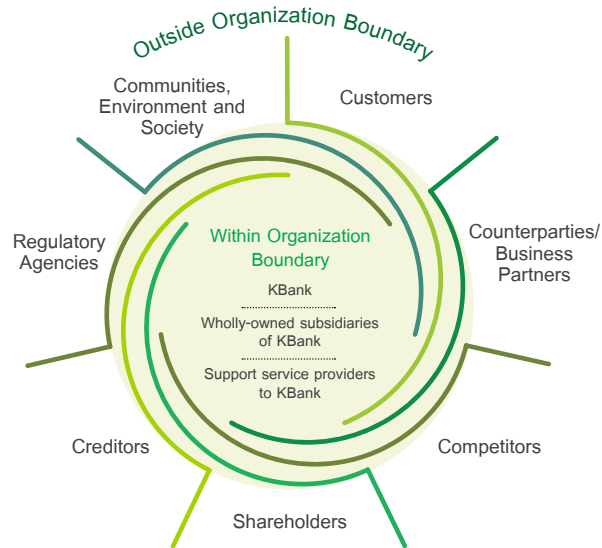 Outside Organization Boundary
Communities,
Environment and
Society
Customers
Regulatory
Agencies
Counterparties/
Business
Partners
Within Organization
Boundary
KBank
Wholly-owned subsidiaries
of KBank
Support service providers
to KBank
Creditors
Competitors
Shareholders